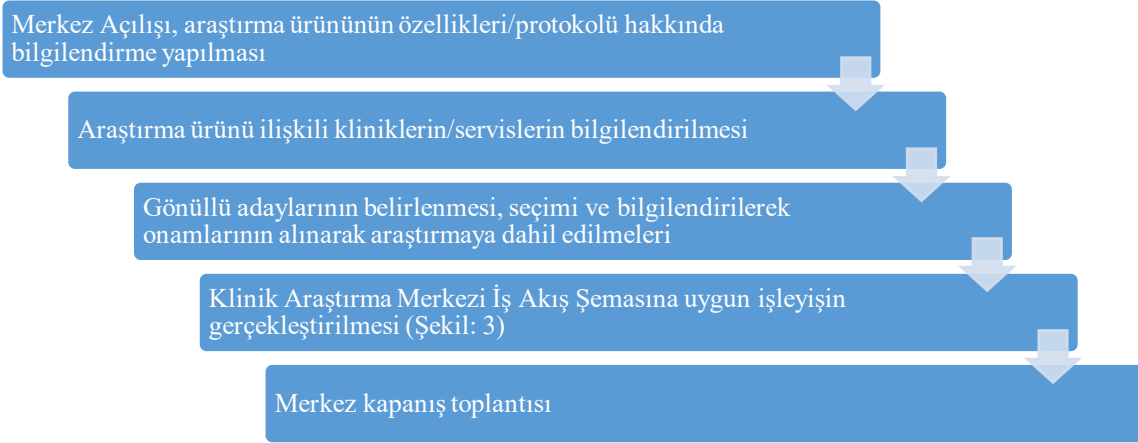 Merkez Açılışı, araştırma ürününün özellikleri/protokolü hakkında
bilgilendirme yapılması
Araştırma ürünü ilişkili kliniklerin/servislerin bilgilendirilmesi
Gönüllü adaylarının belirlenmesi, seçimi ve bilgilendirilerek
onamlarının alınarak araştırmaya dahil edilmeleri
Klinik Araştırma Merkezi İş Akış Şemasına uygun işleyişin
gerçekleştirilmesi (Şekil: 3)
Merkez kapanış toplantısı